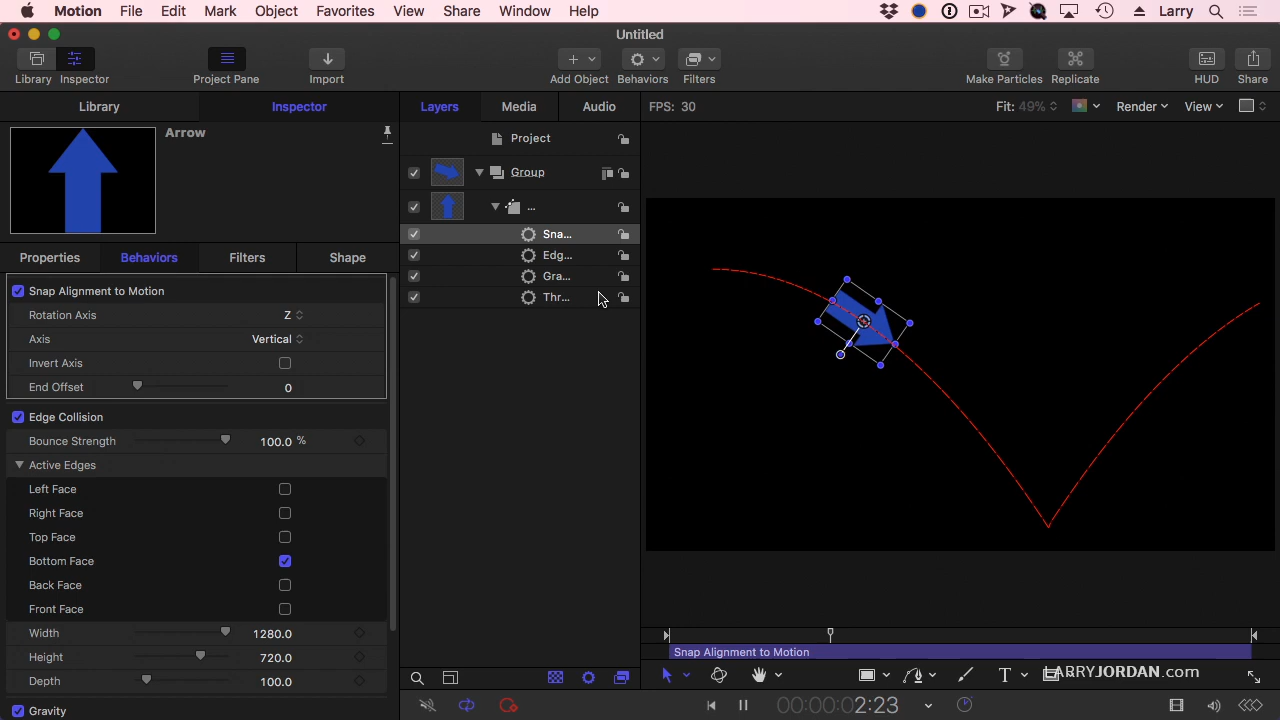 Motion File Edit Mark Object Favorites View Share Window Help Larry
Untitled
Library Inspector Project Pane Import Add Object Behaviors Filters Make Particles Replicate HUD Share
Library Inspector Layers Media Audio FPS: 30 Fit: 49% Render View
Arrow
Project
Group
...
Properties Behaviors Filters Shape
Sna...
Edg...
Gra...
Thr...
Snap Alignment to Motion
Rotation Axis Z
Axis Vertical
Invert Axis
End Offset 0
Edge Collision
Bounce Strength 100.0 %
Active Edges
Left Face
Right Face
Top Face
Bottom Face
Back Face
Front Face
Width 1280.0
Height 720.0
Depth 100.0
Gravity
Snap Alignment to Motion
T
LARRYJORDAN.com
00:00:02:23